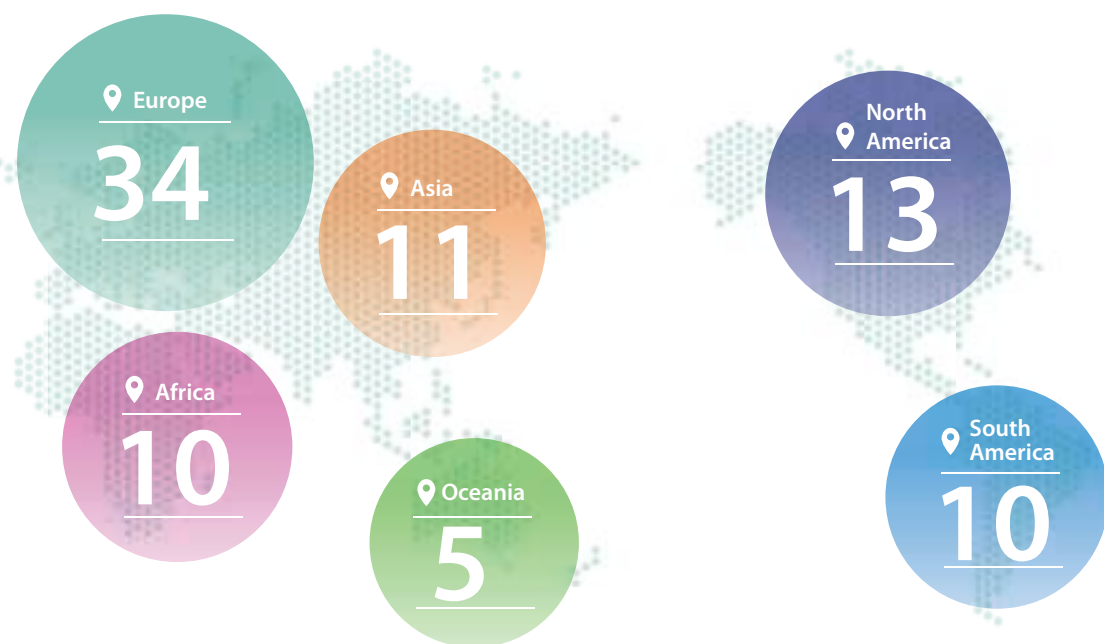 Europe
34
Asia
11
North
America
13
Africa
10
Oceania
5
South
America
10